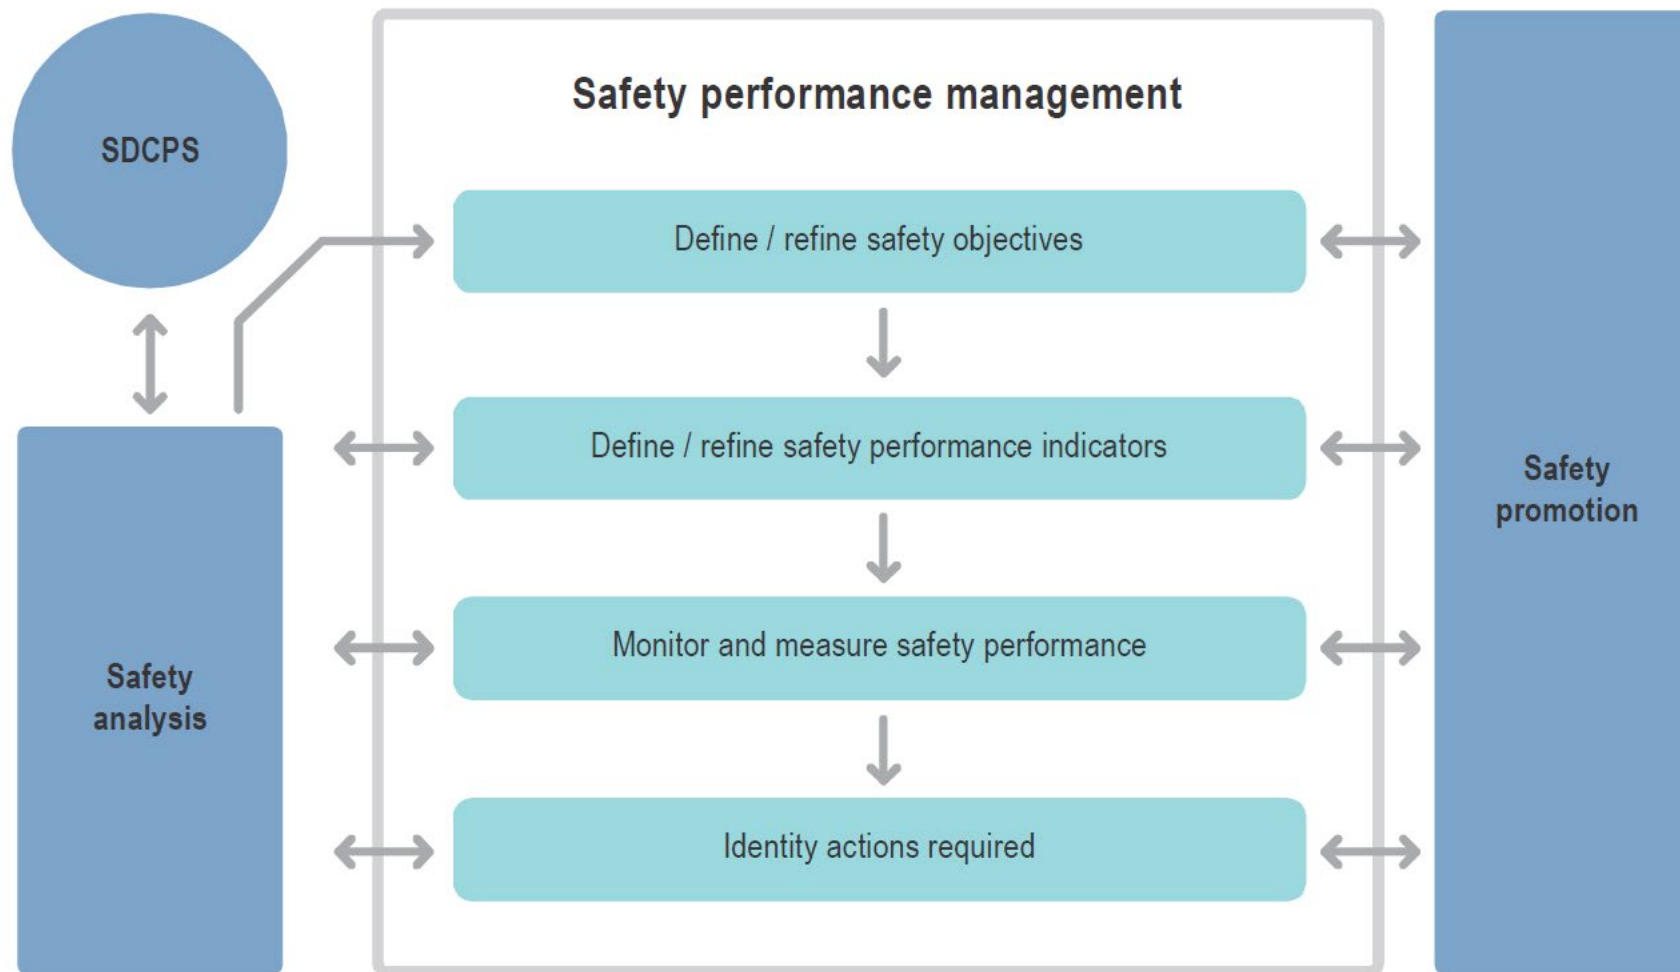 SDCPS
Safety performance management
Define / refine safety objectives
Define / refine safety performance indicators
Monitor and measure safety performance
Identity actions required
Safety
analysis
Safety
promotion